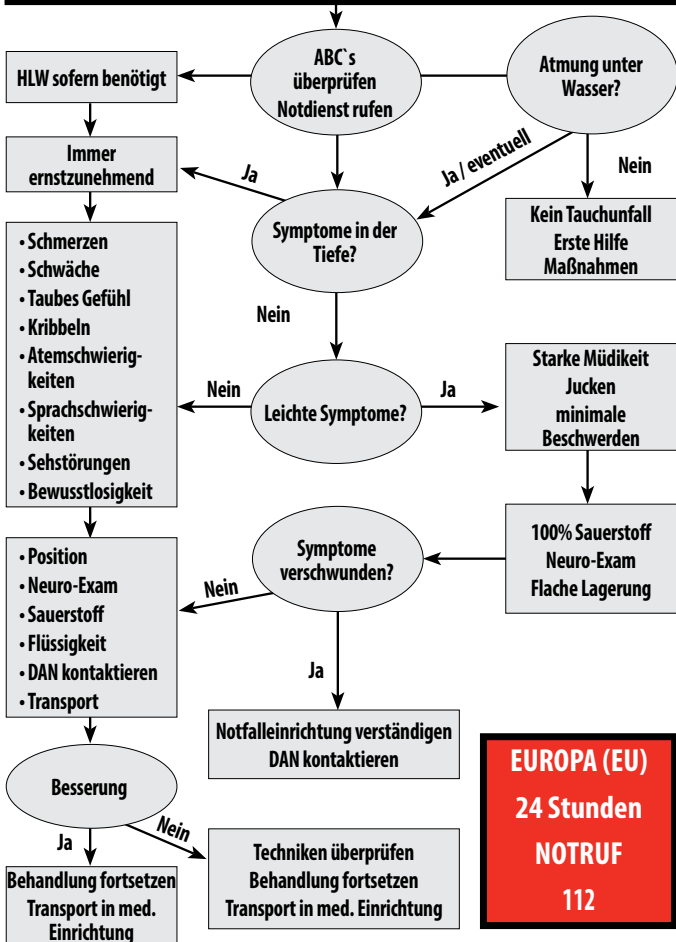 ABC`s
überprüfen
Notdienst rufen
HLW sofern benötigt
Atmung unter
Wasser?
Immer
ernstzunehmend
Ja
Ja / eventuell
Nein
Symptome in der
Tiefe?
Kein Tauchunfall
Erste Hilfe
Maßnahmen
• Schmerzen
• Schwäche
• Taubes Gefühl
• Kribbeln
• Atemschwierig-
keiten
• Sprachschwierig-
keiten
• Sehstörungen
• Bewusstlosigkeit
Nein
Nein
Leichte Symptome?
Ja
Starke Müdikeit
Jucken
minimale
Beschwerden
100% Sauerstoff
Neuro-Exam
Flache Lagerung
Symptome
verschwunden?
Nein
• Position
• Neuro-Exam
• Sauerstoff
• Flüssigkeit
• DAN kontaktieren
• Transport
Ja
Notfalleinrichtung verständigen
DAN kontaktieren
Besserung
Ja
Nein
Behandlung fortsetzen
Transport in med.
Einrichtung
Techniken überprüfen
Behandlung fortsetzen
Transport in med. Einrichtung
EUROPA (EU)
24 Stunden
NOTRUF
112